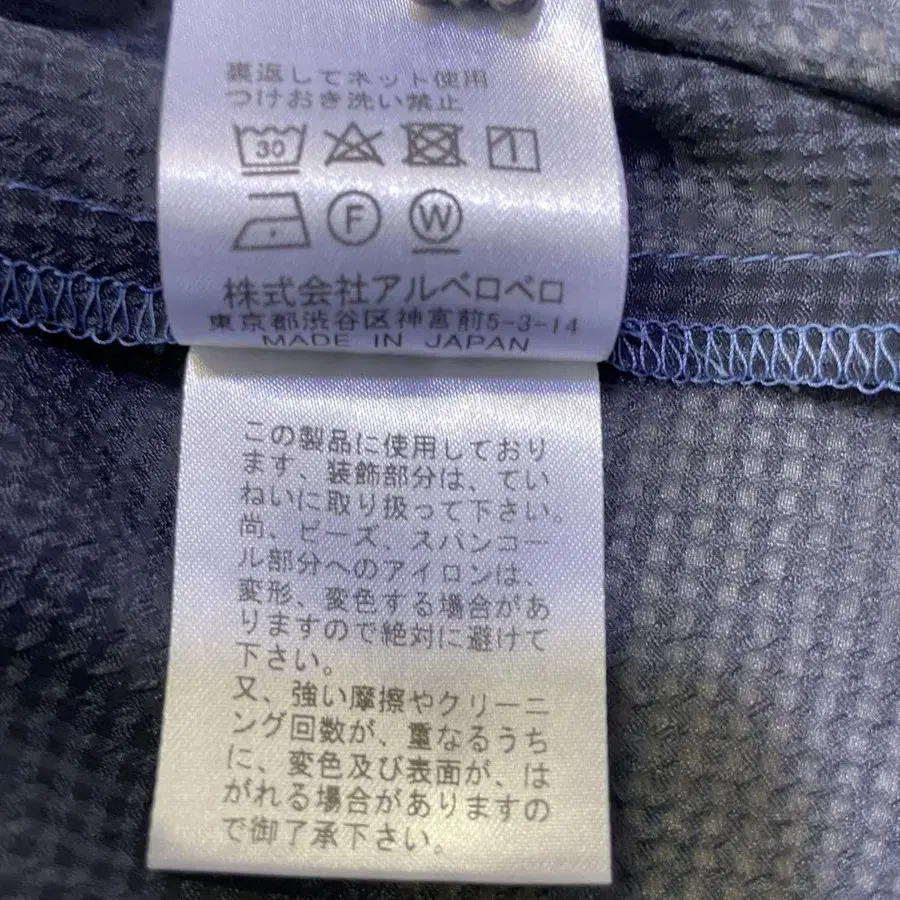 裏返してネット使用
つけおき洗い禁止
30
F W
株式会社アルベロベロ
東京都渋谷区神宮前5-3-14
MADE IN JAPAN
この製品に使用しており
ます、装飾部分は、てい
ねいに取り扱って下さい。
尚、ビーズ、スパンコー
ル部分へのアイロンは、
変形、変色する場合があ
りますので絶対に避けて
下さい。
又、強い摩擦やクリーニ
ング回数が、重なるうち
に、変色及び表面が、は
がれる場合がありますの
で御了承下さい。